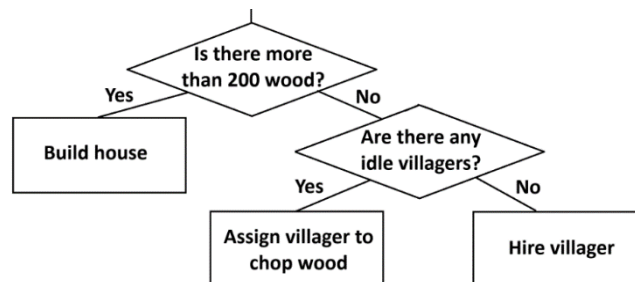 Is there more
than 200 wood?
Yes
No
Build house
Are there any
idle villagers?
Yes
No
Assign villager to
chop wood
Hire villager